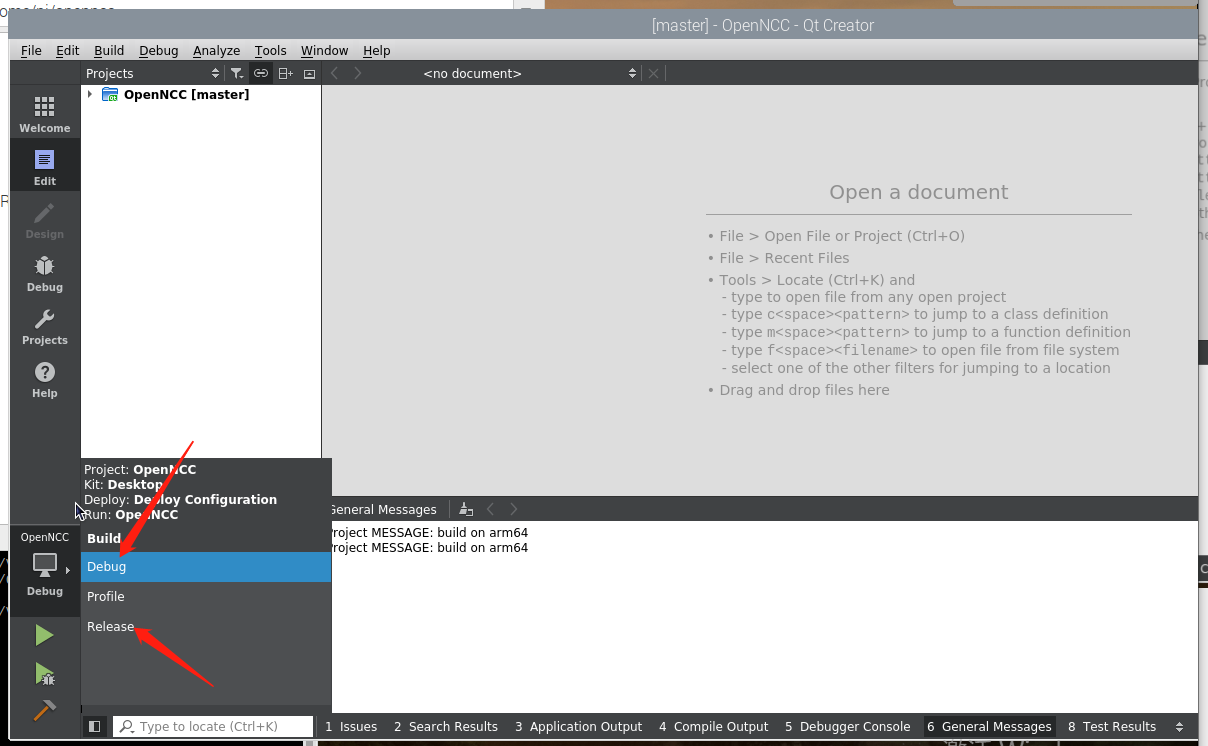 [master] - OpenNCC - Qt Creator
File Edit Build Debug Analyze Tools Window Help
Projects
<no document>
OpenNCC [master]
Welcome
Edit
Design
Debug
Projects
Help
Open a document
• File > Open File or Project (Ctrl+O)
• File > Recent Files
• Tools > Locate (Ctrl+K) and
- type to open file from any open project
- type c<space><pattern> to jump to a class definition
- type m<space><pattern> to jump to a function definition
- type f<space><filename> to open file from file system
- select one of the other filters for jumping to a location
• Drag and drop files here
Project: OpenNCC
Kit: Desktop
Deploy: Deploy Configuration
Run: OpenNCC
Build
Debug
Profile
Release
OpenNCC
Debug
General Messages
Project MESSAGE: build on arm64
Project MESSAGE: build on arm64
Type to locate (Ctrl+K)
1 Issues 2 Search Results 3 Application Output 4 Compile Output 5 Debugger Console 6 General Messages 8 Test Results